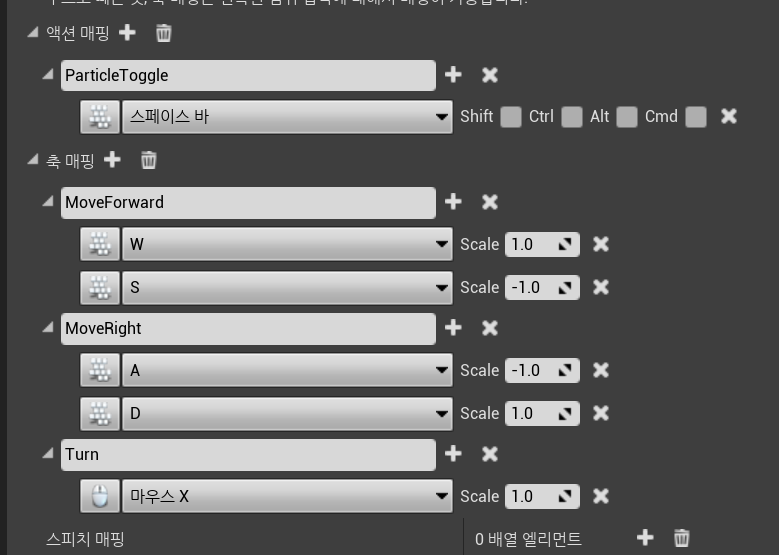 액션 매핑
ParticleToggle
스페이스 바 Shift Ctrl Alt Cmd
축 매핑
MoveForward
W Scale 1.0
S Scale -1.0
MoveRight
A Scale -1.0
D Scale 1.0
Turn
마우스 X Scale 1.0
스피치 매핑 0 배열 엘리먼트